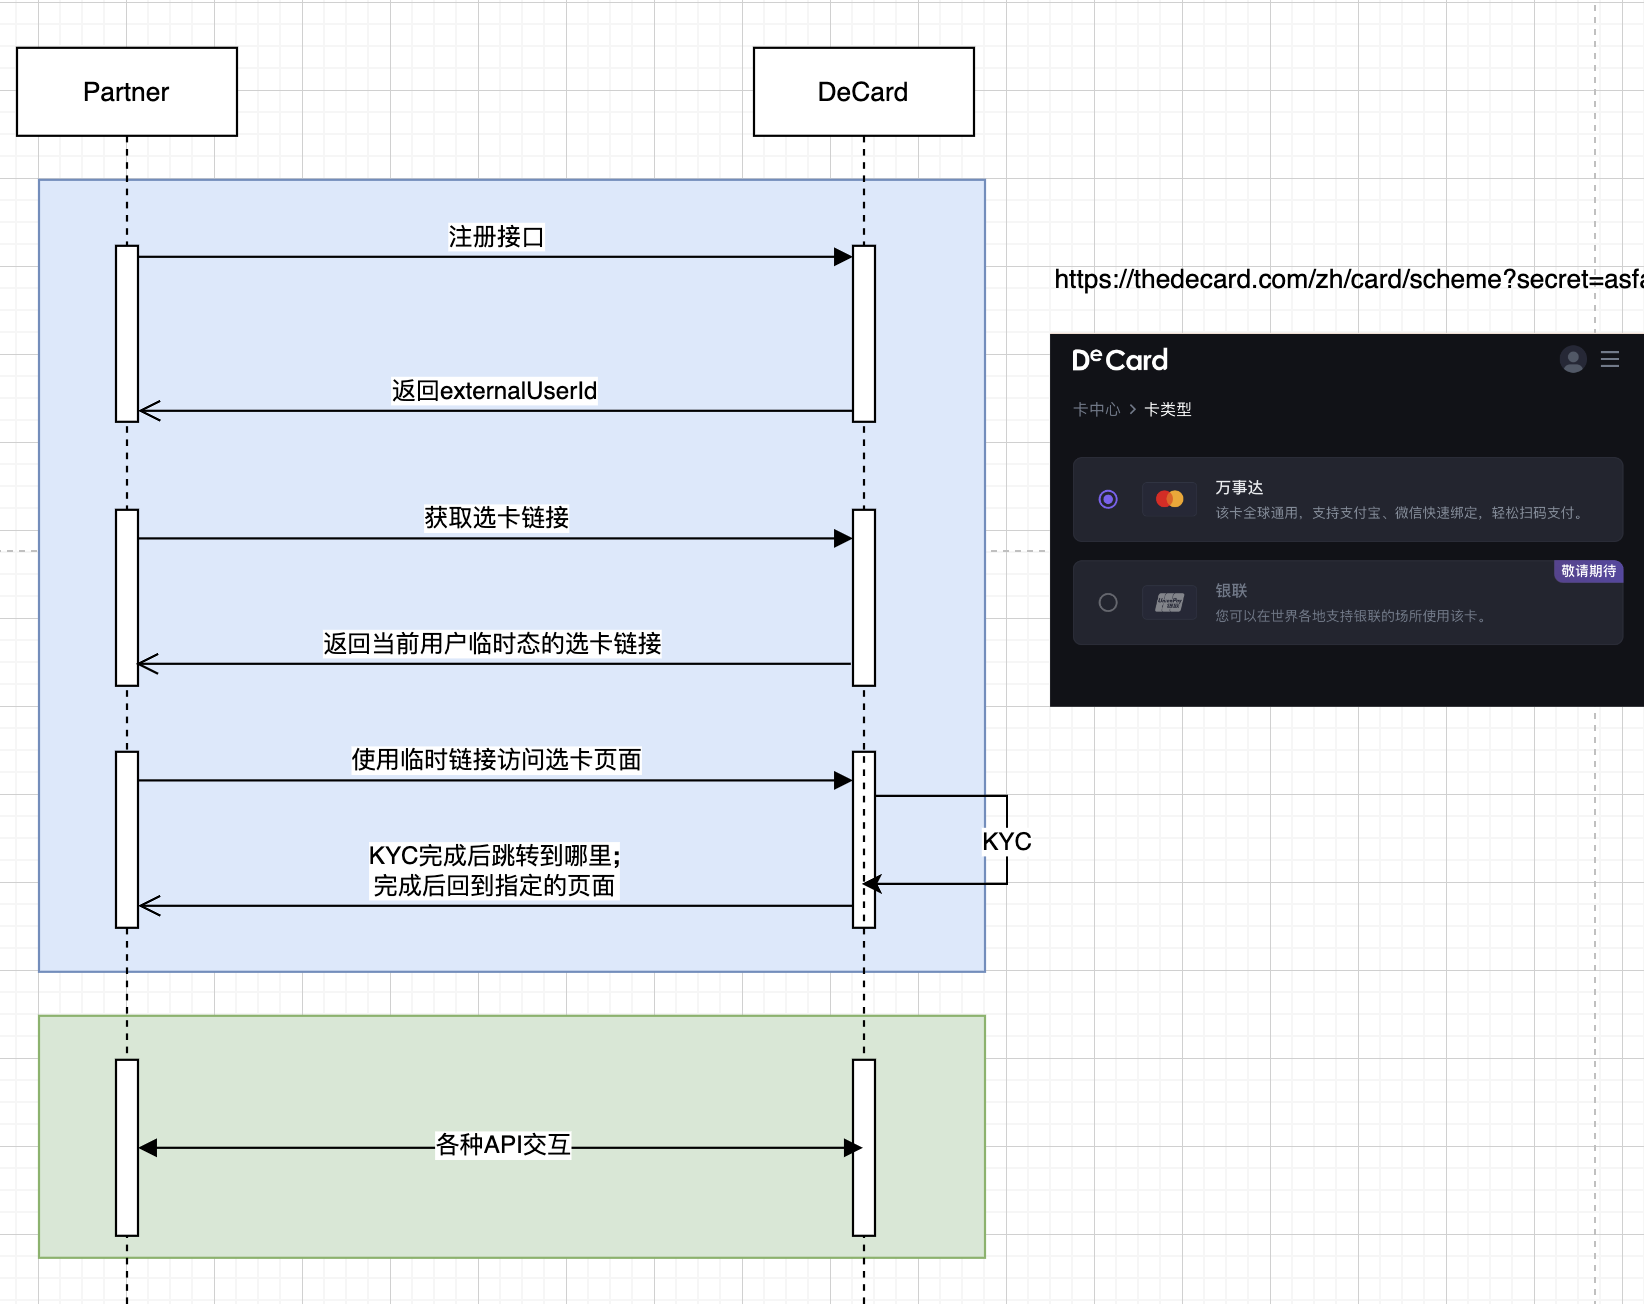 Partner
DeCard
注册接口
返回externalUserId
获取选卡链接
返回当前用户临时态的选卡链接
使用临时链接访问选卡页面
KYC
KYC完成后跳转到哪里；
完成后回到指定的页面
各种API交互
https://thedecard.com/zh/card/scheme?secret=asfa
DeCard
卡中心 > 卡类型
万事达
该卡全球通用，支持支付宝、微信快速绑定，轻松扫码支付。
敬请期待
银联
您可以在世界各地支持银联的场所使用该卡。